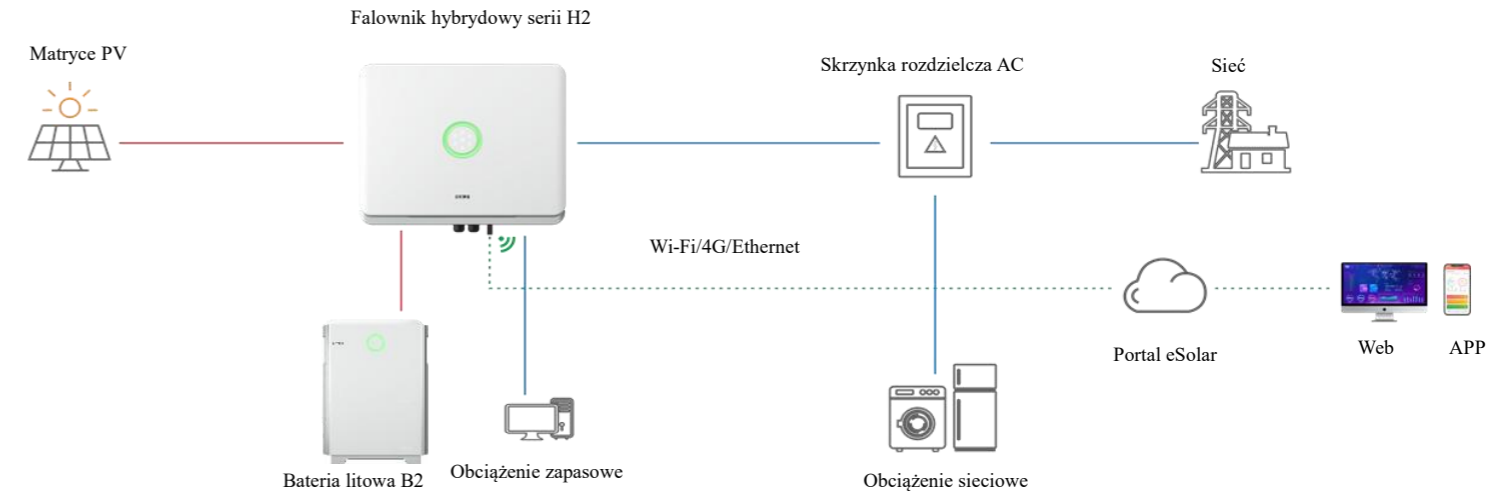 Falownik hybrydowy serii H2
Matryce PV
Skrzynka rozdzielcza AC
Sieć
Wi-Fi/4G/Ethernet
Portal eSolar
Web
APP
Bateria litowa B2
Obciążenie zapasowe
Obciążenie sieciowe